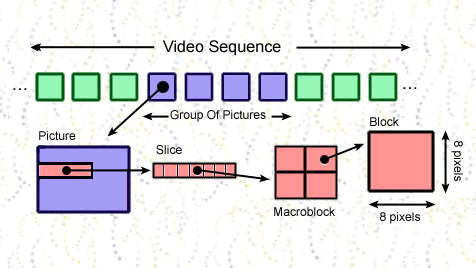 Video Sequence
... ...
Group Of Pictures
Picture
Slice
Block
Macroblock
8 pixels
8 pixels